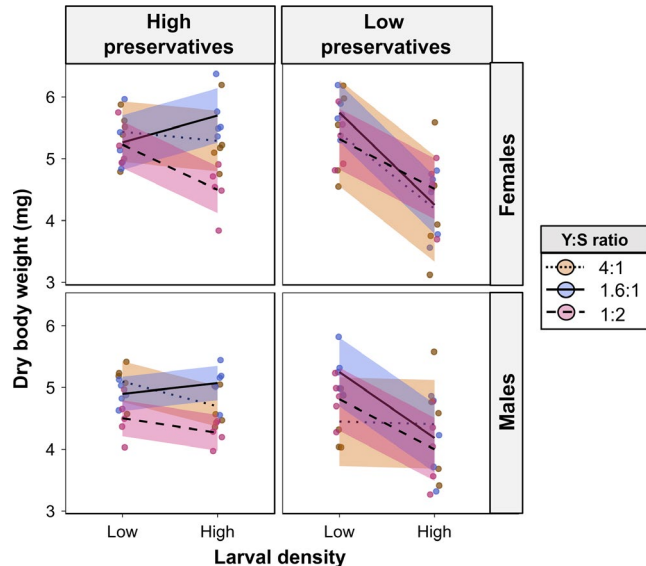 High
preservatives
Low
preservatives
Dry body weight (mg)
6
5
4
3
Females
6
5
4
3
Males
Low
High
Low
High
Larval density
Y:S ratio
4:1
1.6:1
1:2